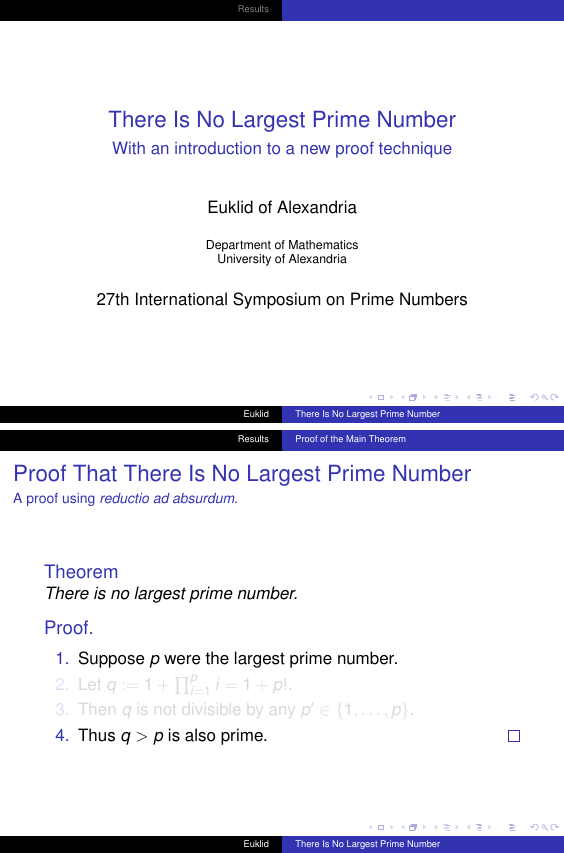 Results
There Is No Largest Prime Number
With an introduction to a new proof technique
Euklid of Alexandria
Department of Mathematics
University of Alexandria
27th International Symposium on Prime Numbers
Euklid There Is No Largest Prime Number
Results Proof of the Main Theorem
Proof That There Is No Largest Prime Number
A proof using reductio ad absurdum.
Theorem
There is no largest prime number.
Proof.
1. Suppose p were the largest prime number.
2. Let q := 1 + ∏ᵖᵢ₌₁ i = 1 + p!.
3. Then q is not divisible by any p′ ∈ {1, . . . , p}.
4. Thus q > p is also prime.
Euklid There Is No Largest Prime Number